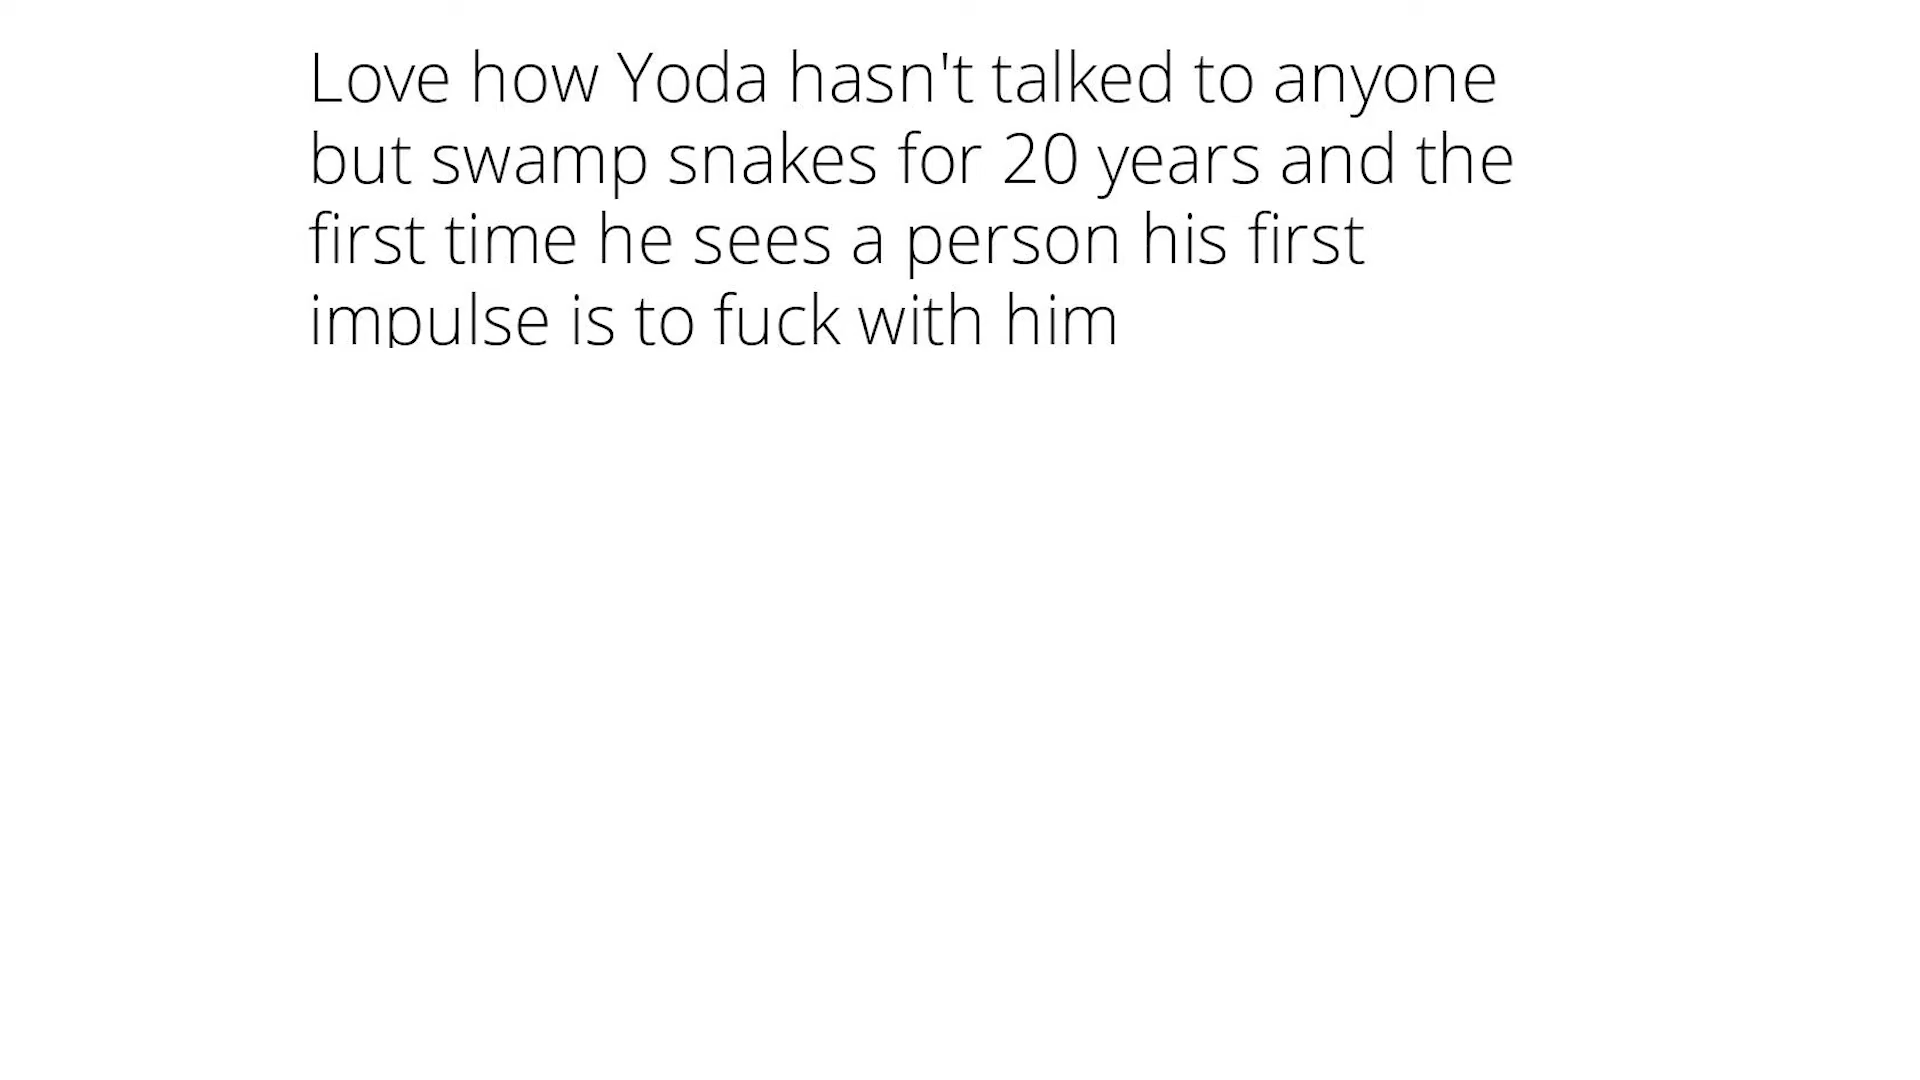 Love how Yoda hasn't talked to anyone
but swamp snakes for 20 years and the
first time he sees a person his first
impulse is to fuck with him